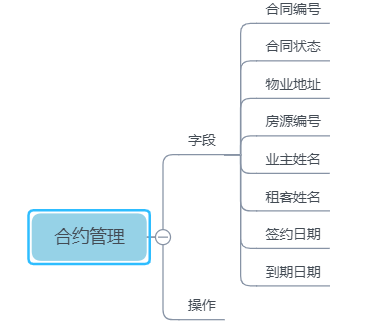 合同编号
合同状态
物业地址
房源编号
字段
业主姓名
租客姓名
合约管理
签约日期
到期日期
操作